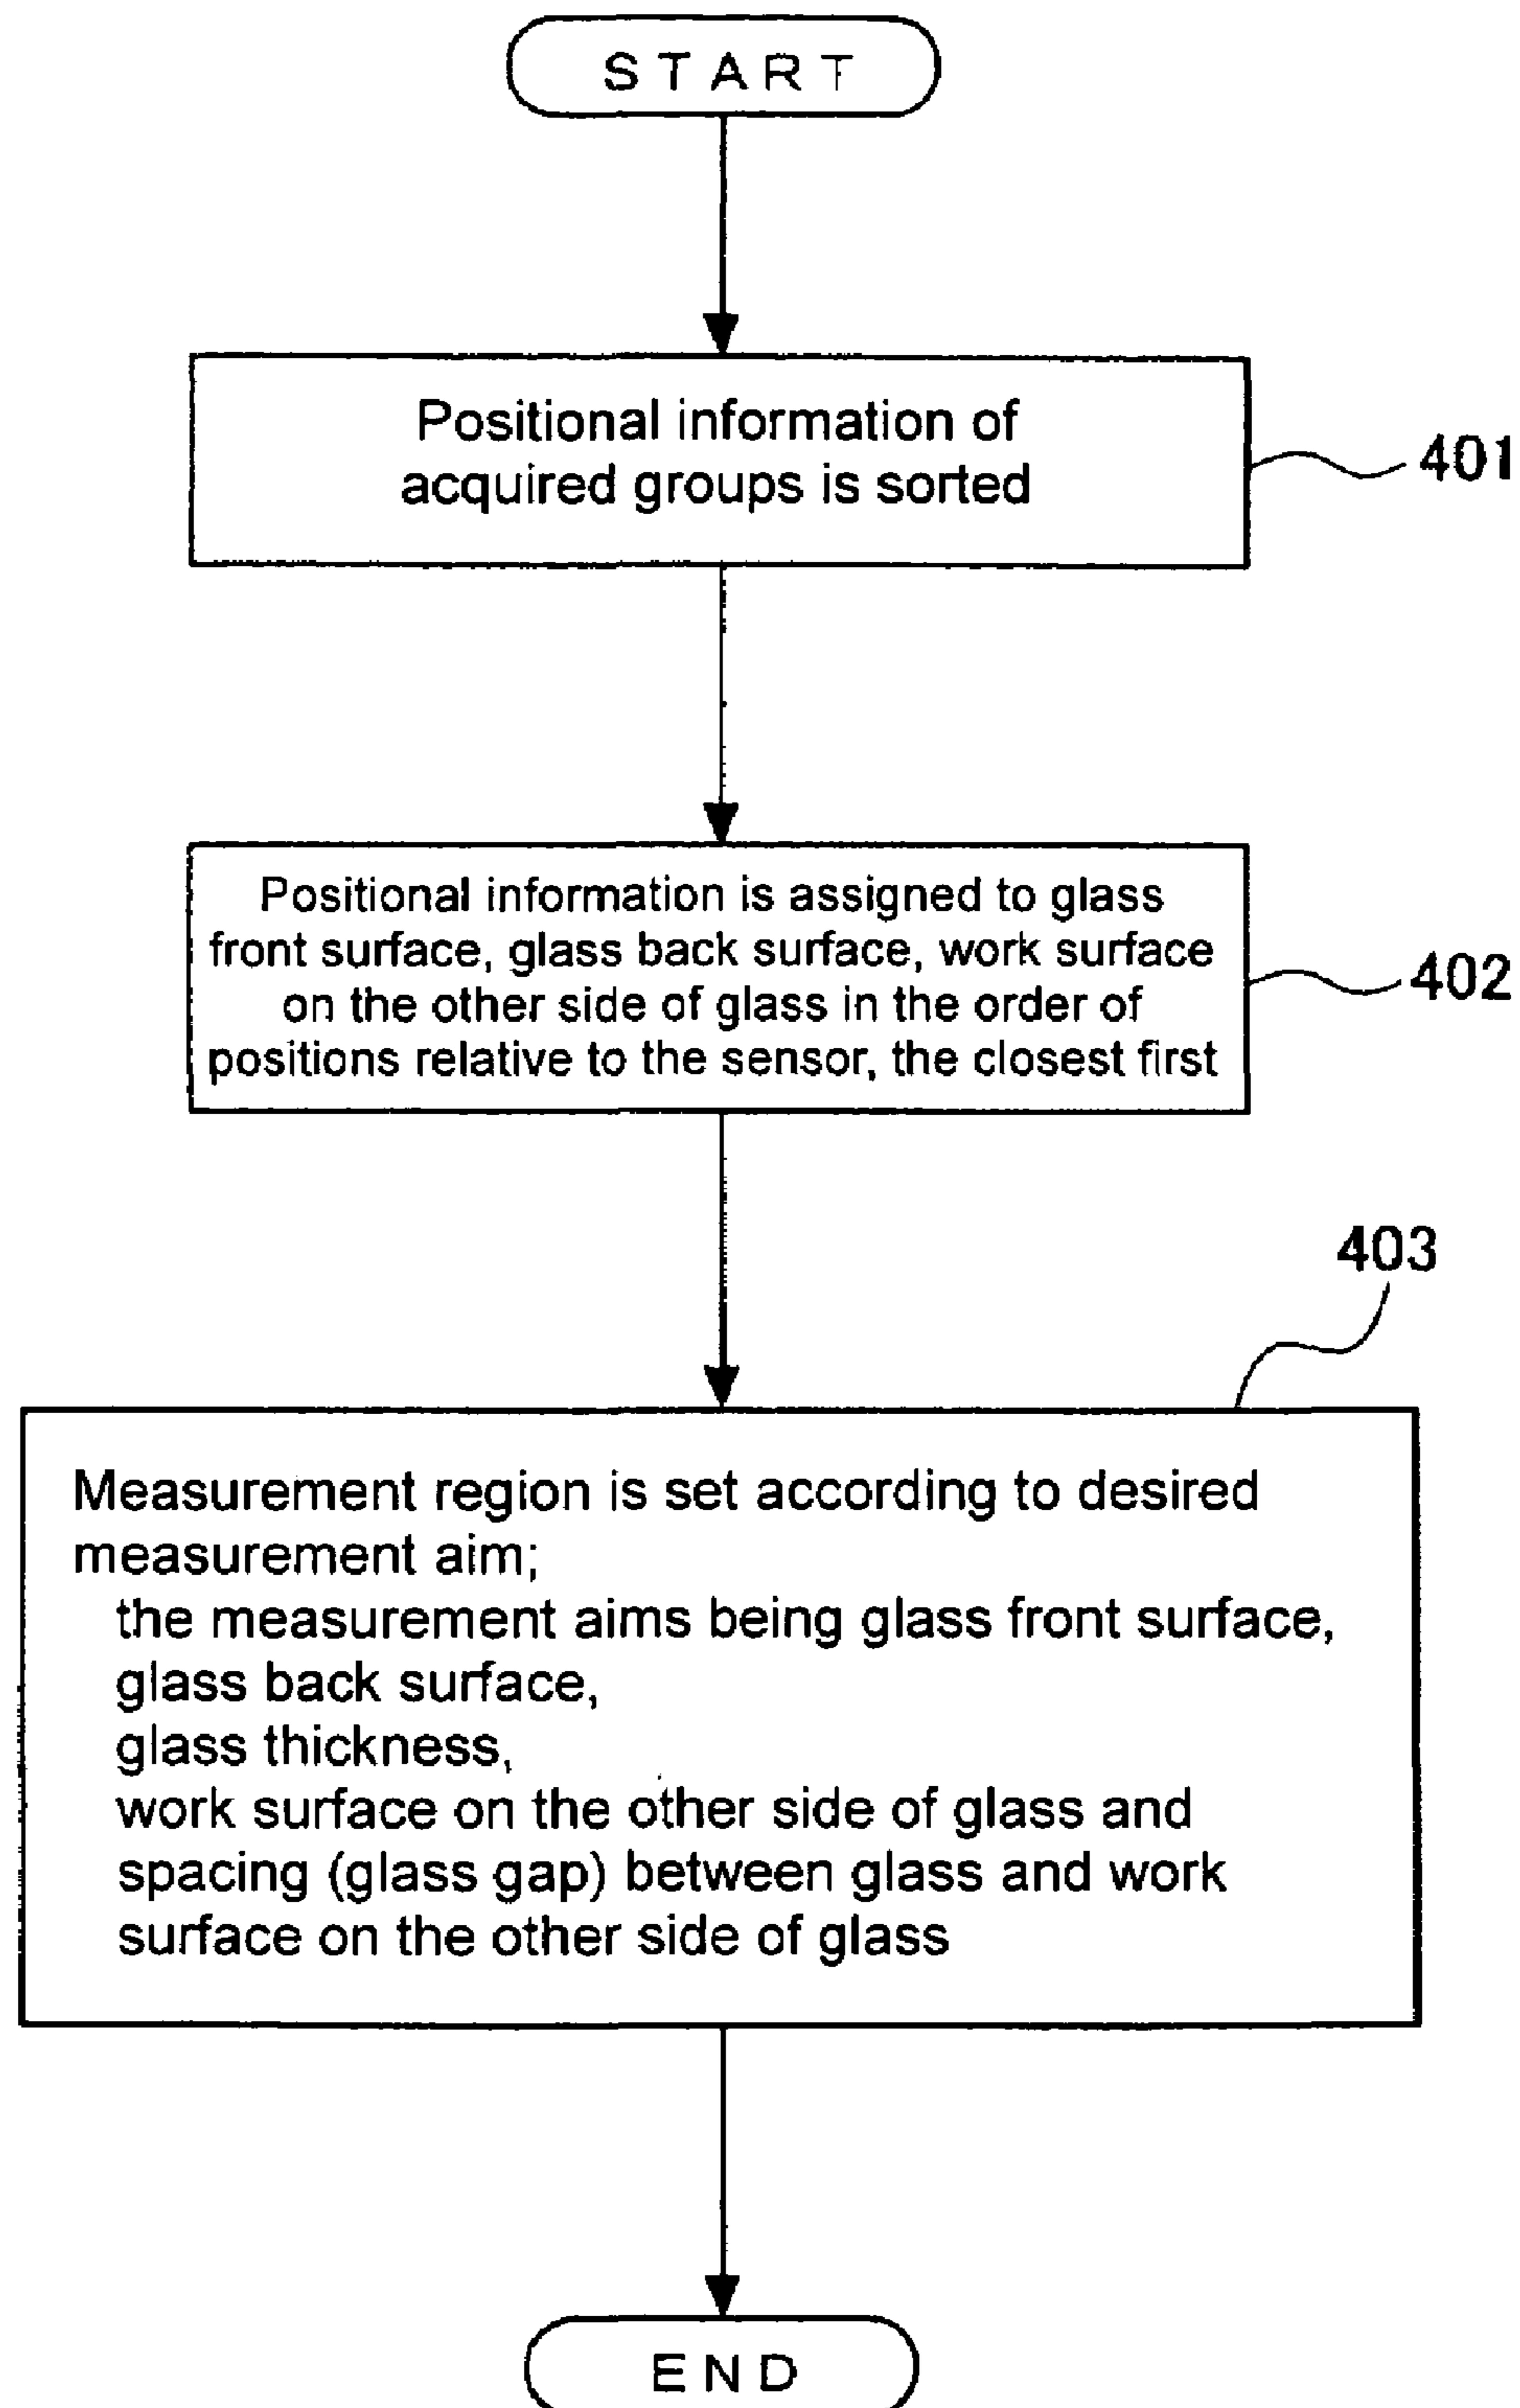 START
Positional information of
acquired groups is sorted
401
Positional information is assigned to glass
front surface, glass back surface, work surface
on the other side of glass in the order of
positions relative to the sensor, the closest first
402
403
Measurement region is set according to desired
measurement aim;
the measurement aims being glass front surface,
glass back surface,
glass thickness,
work surface on the other side of glass and
spacing (glass gap) between glass and work
surface on the other side of glass
END